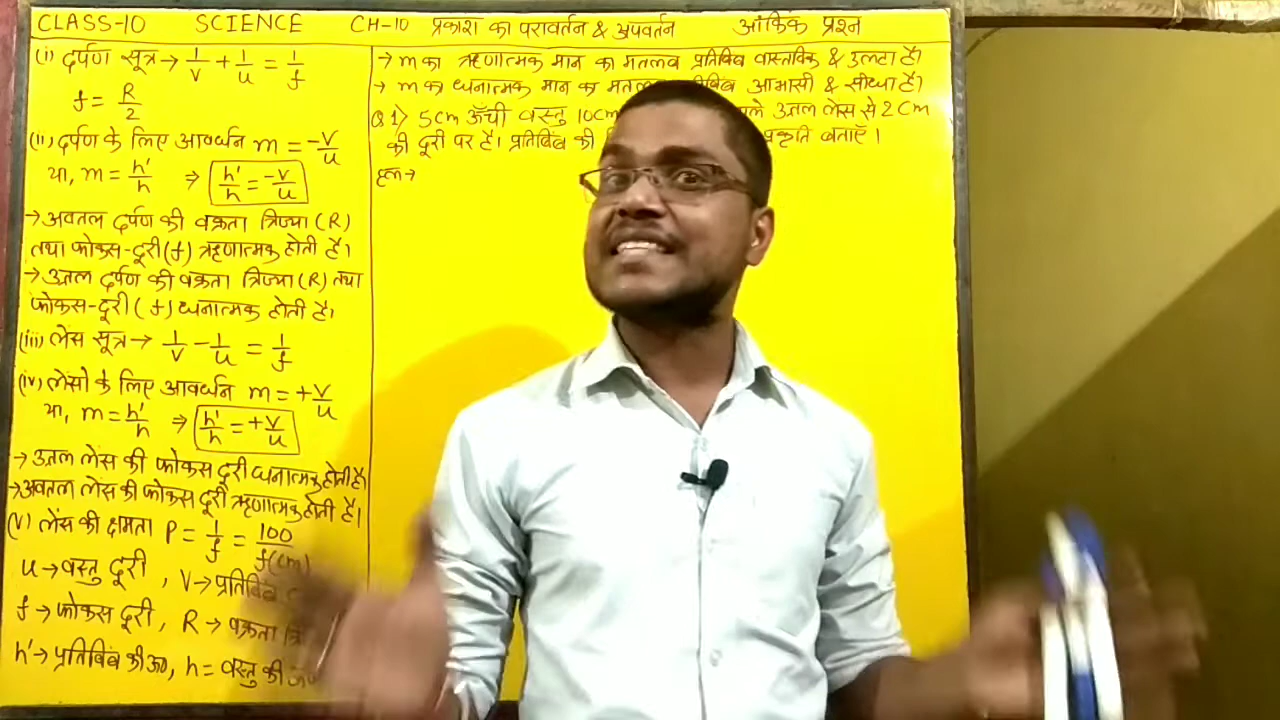 CLASS-10 SCIENCE CH-10 प्रकाश का परावर्तन & अपवर्तन आंकिक प्रश्न
(i) दर्पण सूत्र → 1/v + 1/u = 1/f
f = R/2
(ii) दर्पण के लिए आवर्धन m = -v/u
या, m = h'/h ⇒ h'/h = -v/u
→ अवतल दर्पण की वक्रता त्रिज्या (R)
तथा फोकस-दूरी (f) ऋणात्मक होती है।
→ उत्तल दर्पण की वक्रता त्रिज्या (R) तथा
फोकस-दूरी (f) धनात्मक होती है।
(iii) लेंस सूत्र → 1/v - 1/u = 1/f
(iv) लेंसो के लिए आवर्धन m = +v/u
या, m = h'/h ⇒ h'/h = +v/u
→ उत्तल लेंस की फोकस दूरी धनात्मक होती है
→ अवतल लेंस की फोकस दूरी ऋणात्मक होती है।
(v) लेंस की क्षमता P = 1/f = 100/f(cm)
u → वस्तु दूरी, v → प्रतिबिंब
f → फोकस दूरी, R → वक्रता
h' → प्रतिबिंब की ऊं०, h = वस्तु की
→ m का ऋणात्मक मान का मतलब प्रतिबिंब वास्तविक & उल्टा है।
→ m का धनात्मक मान का आभासी & सीधा है।
Q.1> 5cm ऊँची वस्तु 10cm उत्तल लेंस से 2cm
की दूरी पर है। प्रतिबिंब की प्रकृति बताएँ।
हल →